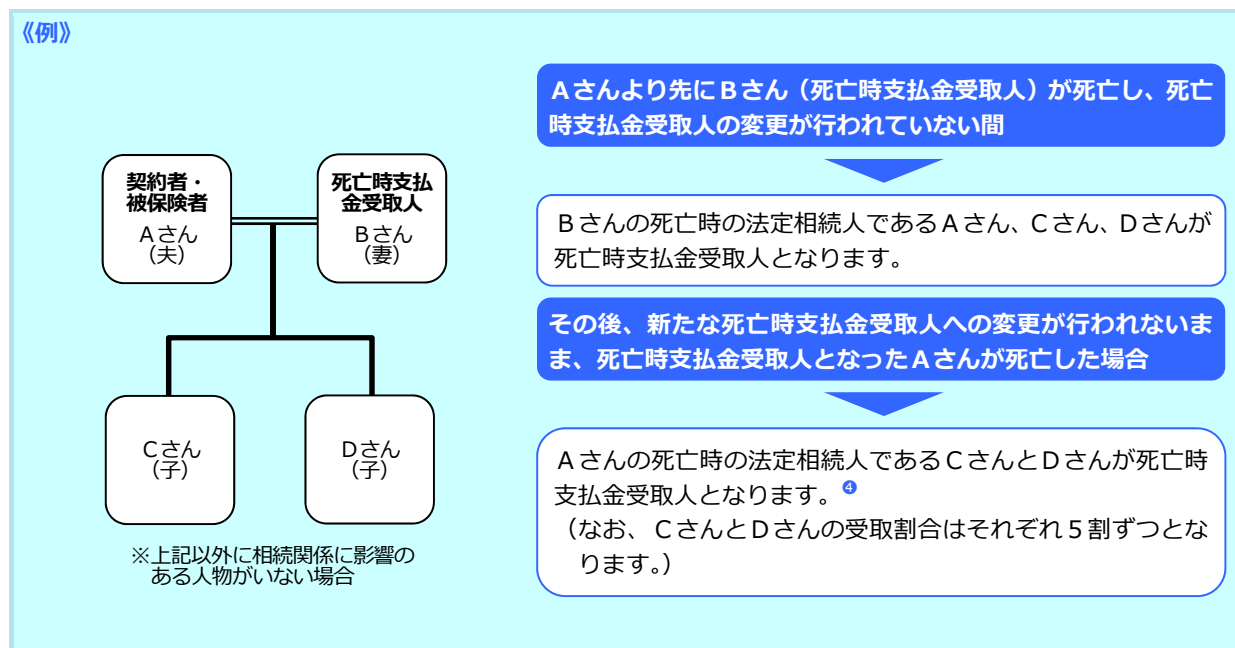 《例》
契約者・
被保険者
Aさん
(夫)
死亡時支払
金受取人
Bさん
(妻)
Cさん
(子)
Dさん
(子)
※上記以外に相続関係に影響の
ある人物がいない場合
Aさんより先にBさん（死亡時支払金受取人）が死亡し、死亡
時支払金受取人の変更が行われていない間
Bさんの死亡時の法定相続人であるAさん、Cさん、Dさんが
死亡時支払金受取人となります。
その後、新たな死亡時支払金受取人への変更が行われないま
ま、死亡時支払金受取人となったAさんが死亡した場合
Aさんの死亡時の法定相続人であるCさんとDさんが死亡時
支払金受取人となります。❹
（なお、CさんとDさんの受取割合はそれぞれ５割ずつとな
ります。）